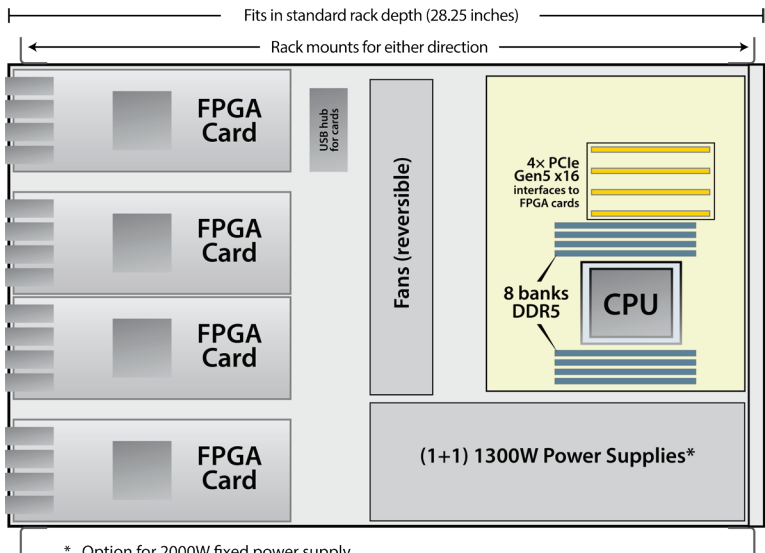 Fits in standard rack depth (28.25 inches)
Rack mounts for either direction
FPGA
Card
USB hub
for cards
FPGA
Card
FPGA
Card
FPGA
Card
Fans (reversible)
4× PCIe
Gen5 x16
interfaces to
FPGA cards
8 banks
DDR5
CPU
(1+1) 1300W Power Supplies*
* Option for 2000W fixed power supply